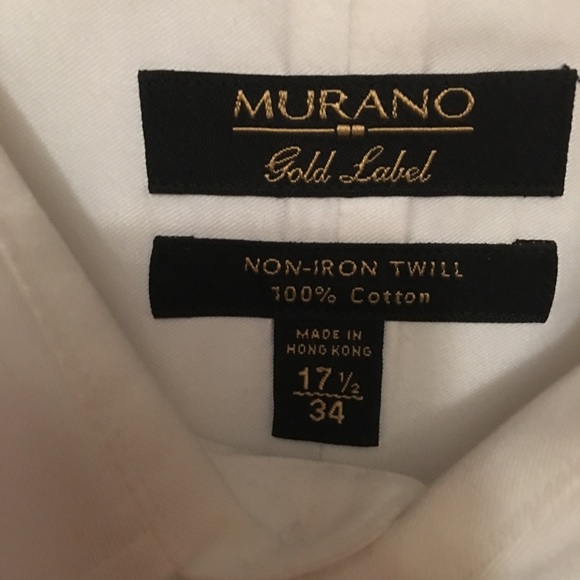 MURANO
Gold Label
NON-IRON TWILL
100% Cotton
MADE IN
HONG KONG
17 1/2
34